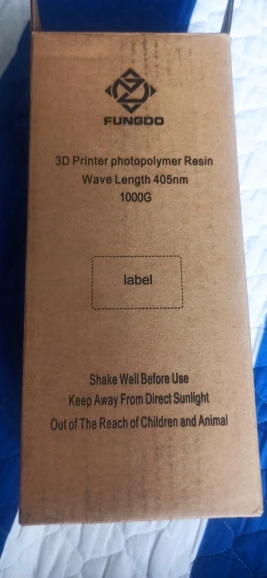 FUNGDO
3D Printer photopolymer Resin
Wave Length 405nm
1000G
label
Shake Well Before Use
Keep Away From Direct Sunlight
Out of The Reach of Children and Animal